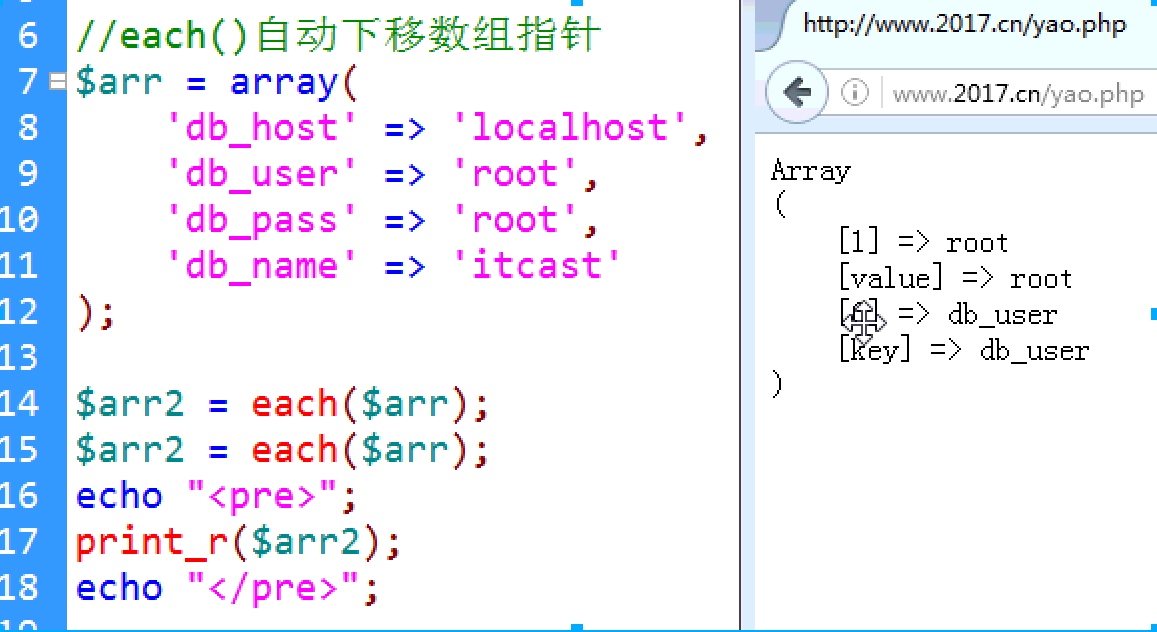 6 //each()自动下移数组指针
7 $arr = array(
8 'db_host' => 'localhost',
9 'db_user' => 'root',
10 'db_pass' => 'root',
11 'db_name' => 'itcast'
12 );
13
14 $arr2 = each($arr);
15 $arr2 = each($arr);
16 echo "<pre>";
17 print_r($arr2);
18 echo "</pre>";
http://www.2017.cn/yao.php
www.2017.cn/yao.php
Array
(
[1] => root
[value] => root
[0] => db_user
[key] => db_user
)